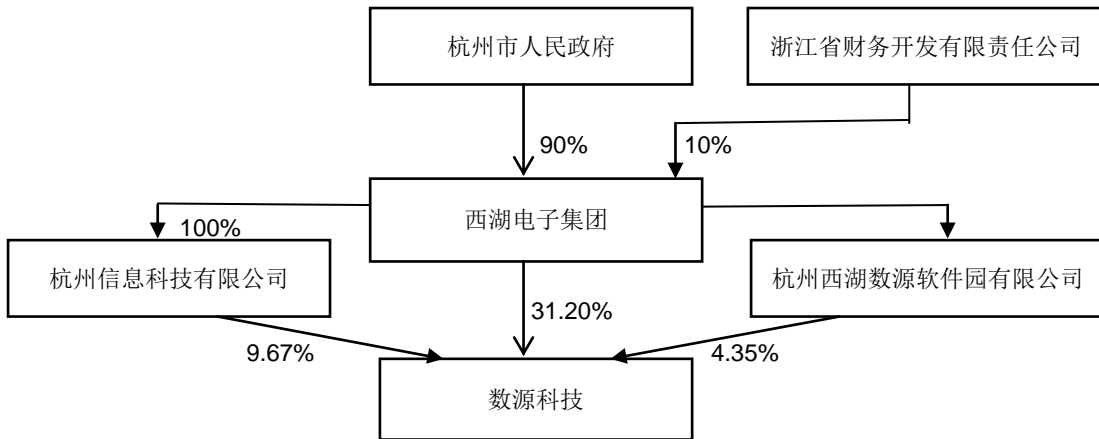 杭州市人民政府
浙江省财务开发有限责任公司
90%
10%
西湖电子集团
100%
杭州信息科技有限公司
杭州西湖数源软件园有限公司
31.20%
9.67%
4.35%
数源科技